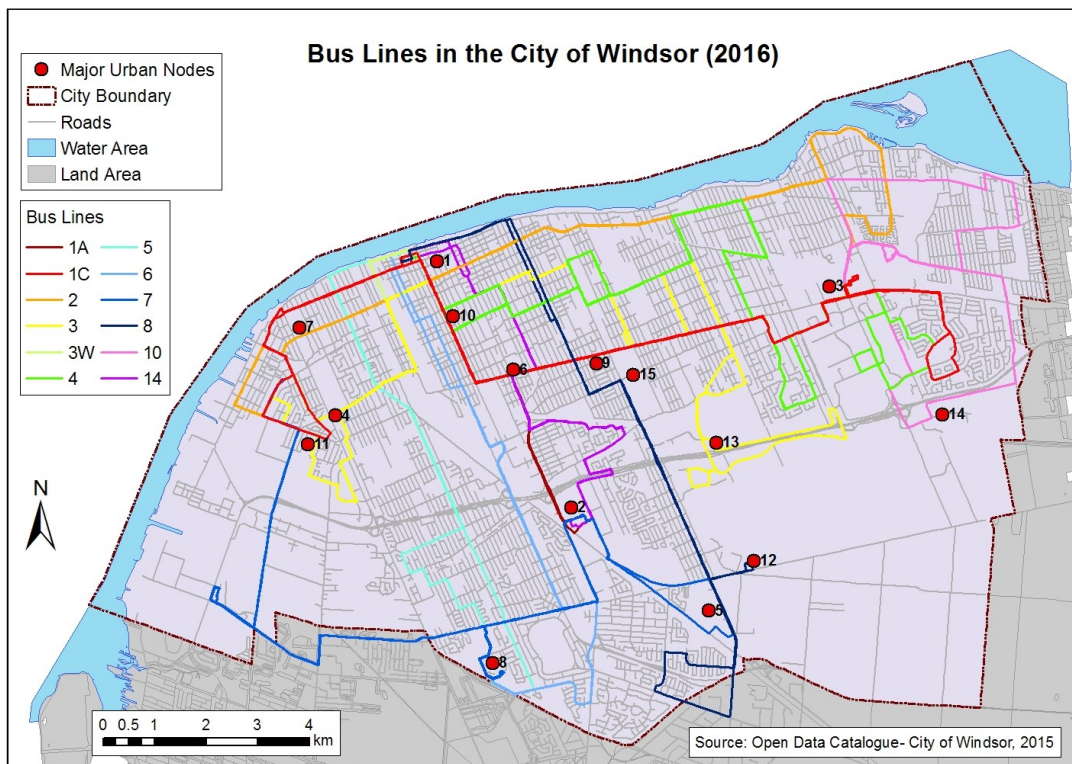 Bus Lines in the City of Windsor (2016)
Major Urban Nodes
City Boundary
Roads
Water Area
Land Area
Bus Lines
1A
1C
2
3
3W
4
5
6
7
8
10
14
1
3
10
7
6
9
15
4
14
11
13
2
12
5
8
N
0 0.5 1 2 3 4
km
Source: Open Data Catalogue- City of Windsor, 2015